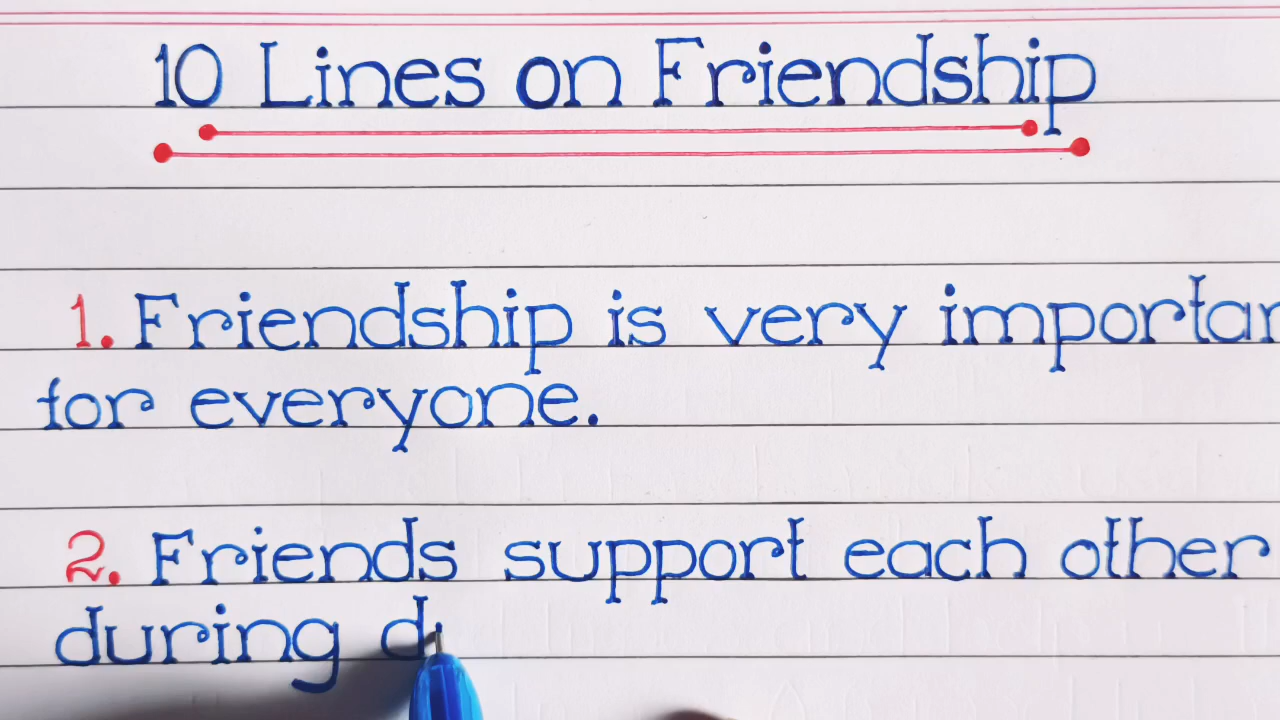 10 Lines on Friendship
1. Friendship is very importan
for everyone.
2. Friends support each other
during d